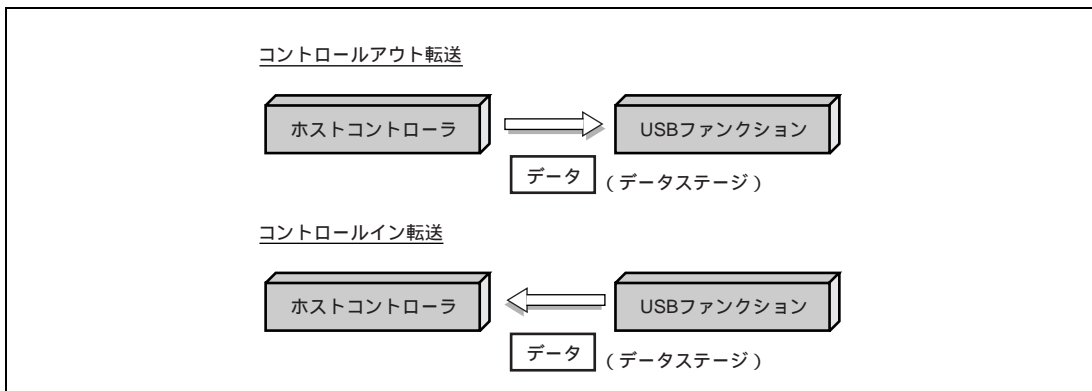 コントロールアウト転送
ホストコントローラ
USBファンクション
データ
(データステージ)
コントロールイン転送
ホストコントローラ
USBファンクション
データ
(データステージ)